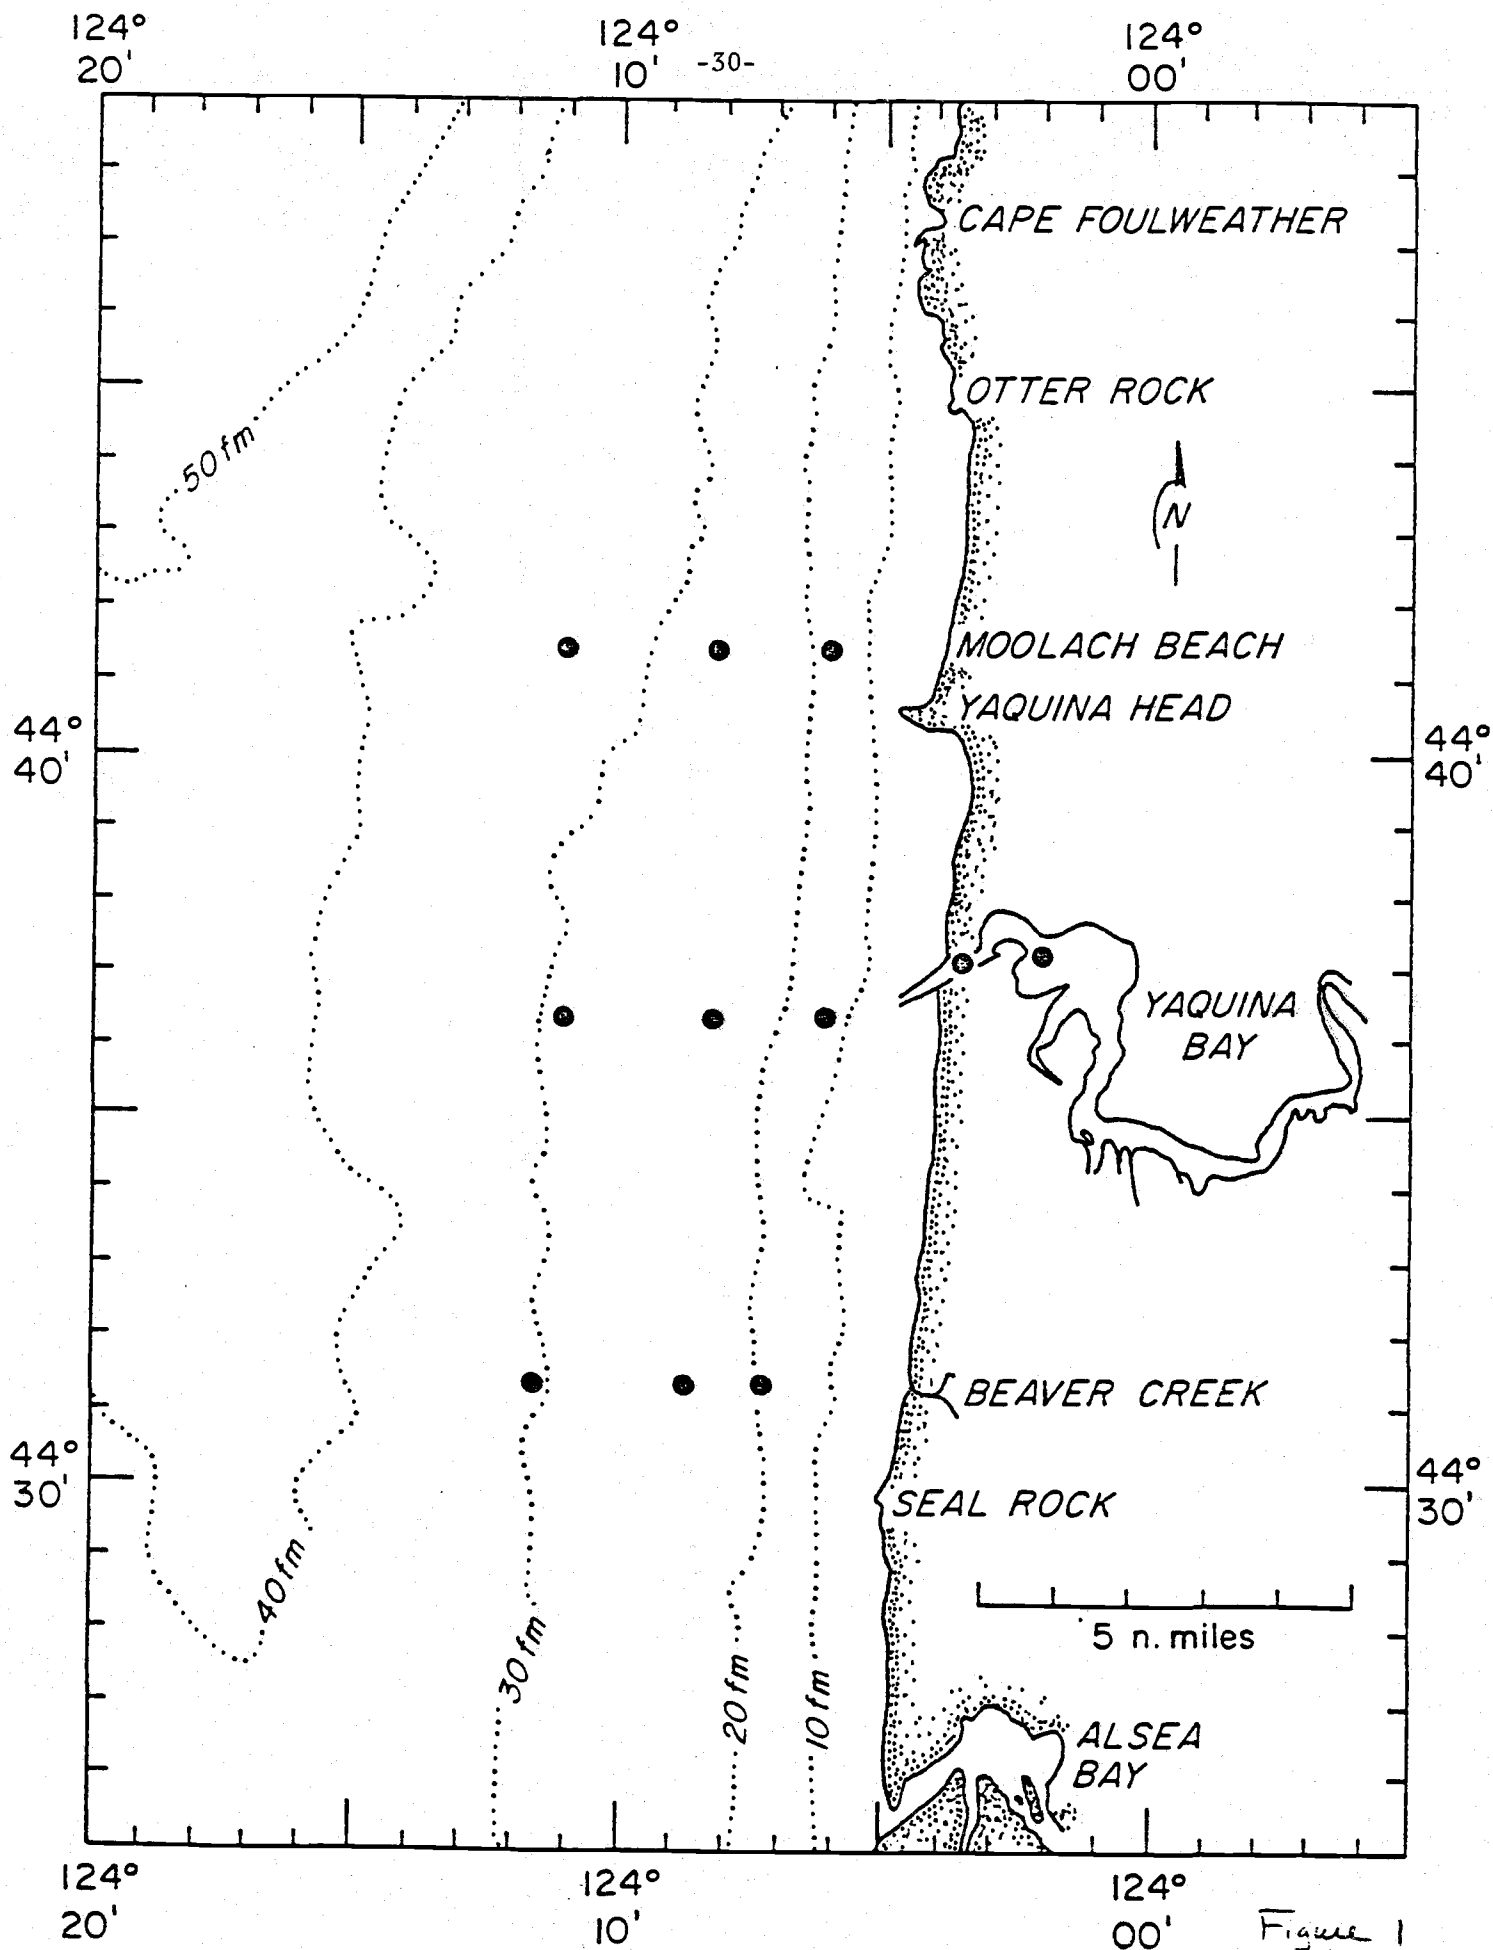 124° 124° 124°
20' 10' -30- 00'
CAPE FOULWEATHER
OTTER ROCK
50 fm
N
MOOLACH BEACH
YAQUINA HEAD
44° 44°
40' 40'
YAQUINA
BAY
BEAVER CREEK
44° 44°
30' 30'
SEAL ROCK
40 fm
5 n. miles
30 fm
20 fm
10 fm
ALSEA
BAY
124° 124° 124°
20' 10' 00'
Figure 1